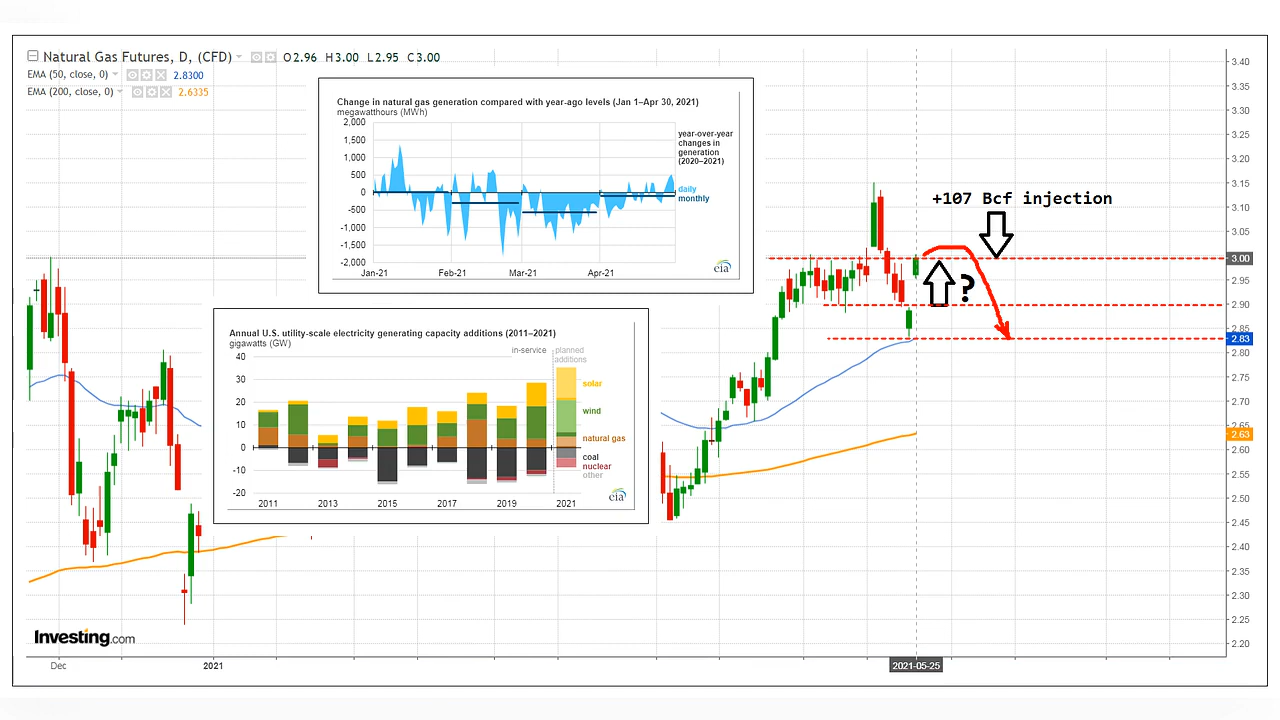 Natural Gas Futures, D, (CFD) O2.96 H3.00 L2.95 C3.00
EMA (50, close, 0) 2.8300
EMA (200, close, 0) 2.6335
Change in natural gas generation compared with year-ago levels (Jan 1–Apr 30, 2021)
megawatthours (MWh)
2,000
1,500
1,000
500
0
-500
-1,000
-1,500
-2,000
Jan-21 Feb-21 Mar-21 Apr-21
year-over-year
changes in
generation
(2020–2021)
daily
monthly
eia
Annual U.S. utility-scale electricity generating capacity additions (2011–2021)
gigawatts (GW)
40
30
20
10
0
-10
-20
2011 2013 2015 2017 2019 2021
in-service planned
additions
solar
wind
natural gas
coal
nuclear
other
eia
+107 Bcf injection
?
3.40
3.35
3.30
3.25
3.20
3.15
3.10
3.05
3.00
2.95
2.90
2.85
2.83
2.80
2.75
2.70
2.65
2.63
2.60
2.55
2.50
2.45
2.40
2.35
2.30
2.25
2.20
Investing.com
Dec 2021 2021-05-25